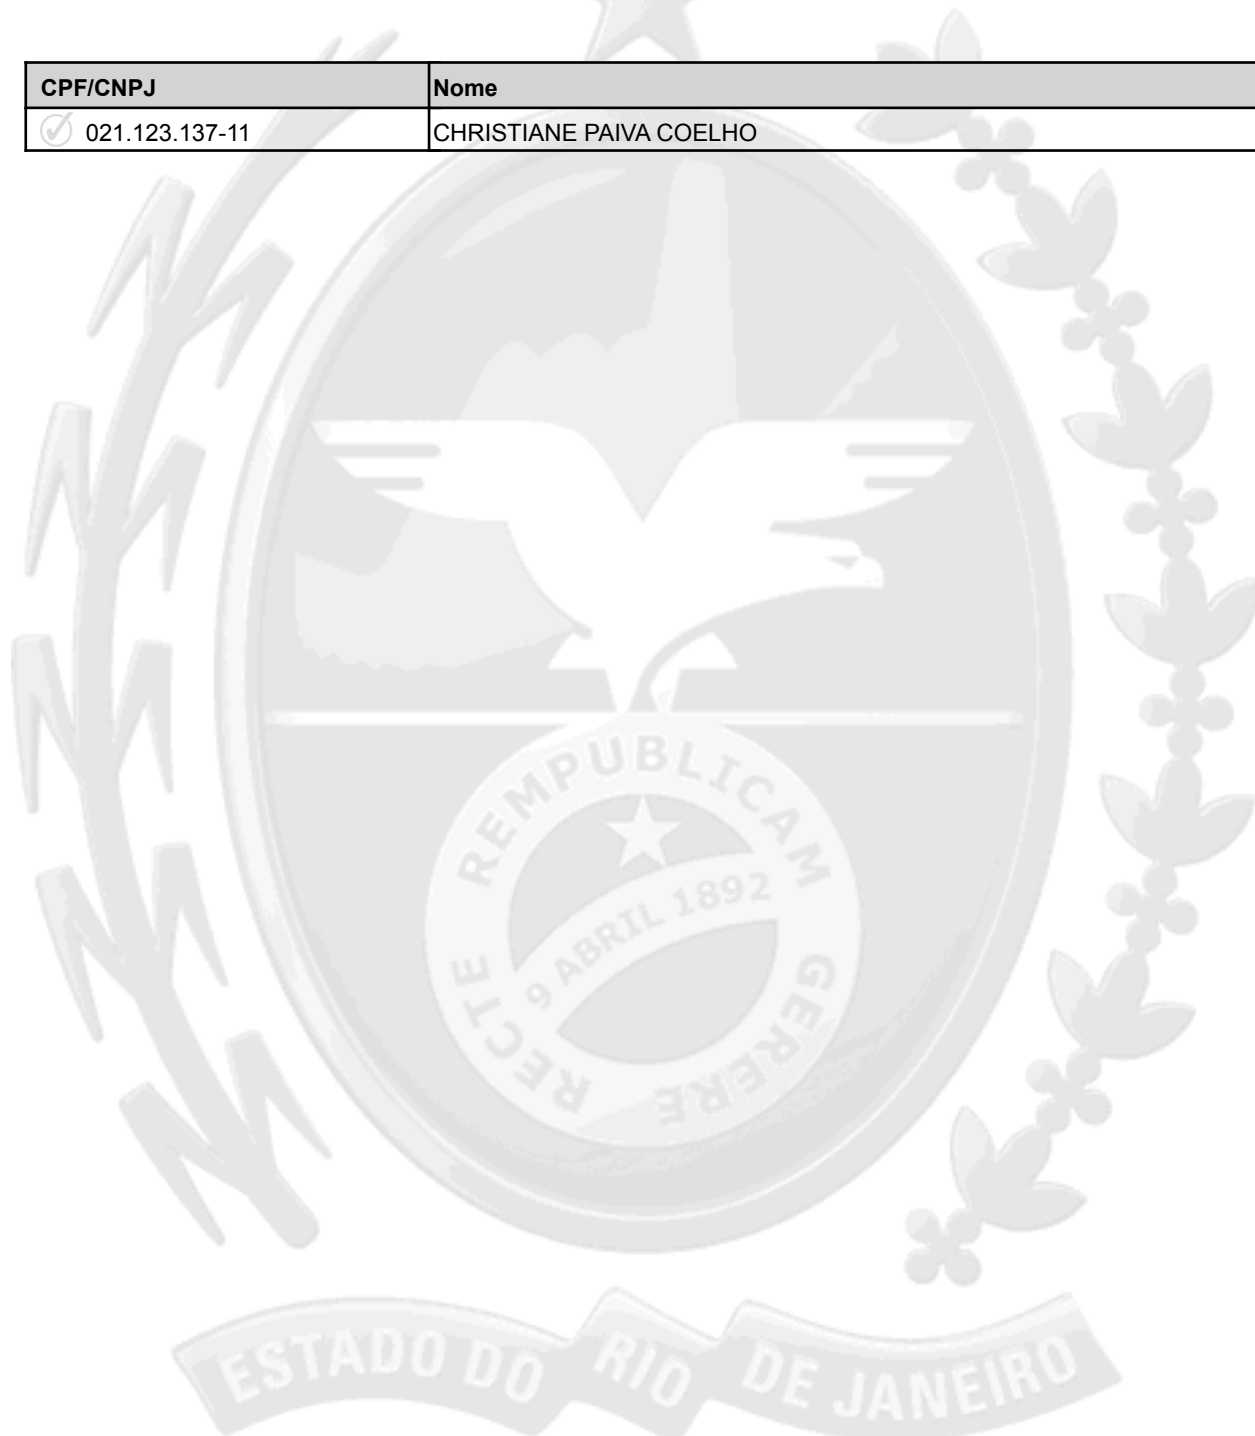 CPF/CNPJ Nome
021.123.137-11 CHRISTIANE PAIVA COELHO
RECTE REMPUBLICAM GERERE
9 ABRIL 1892
ESTADO DO RIO DE JANEIRO